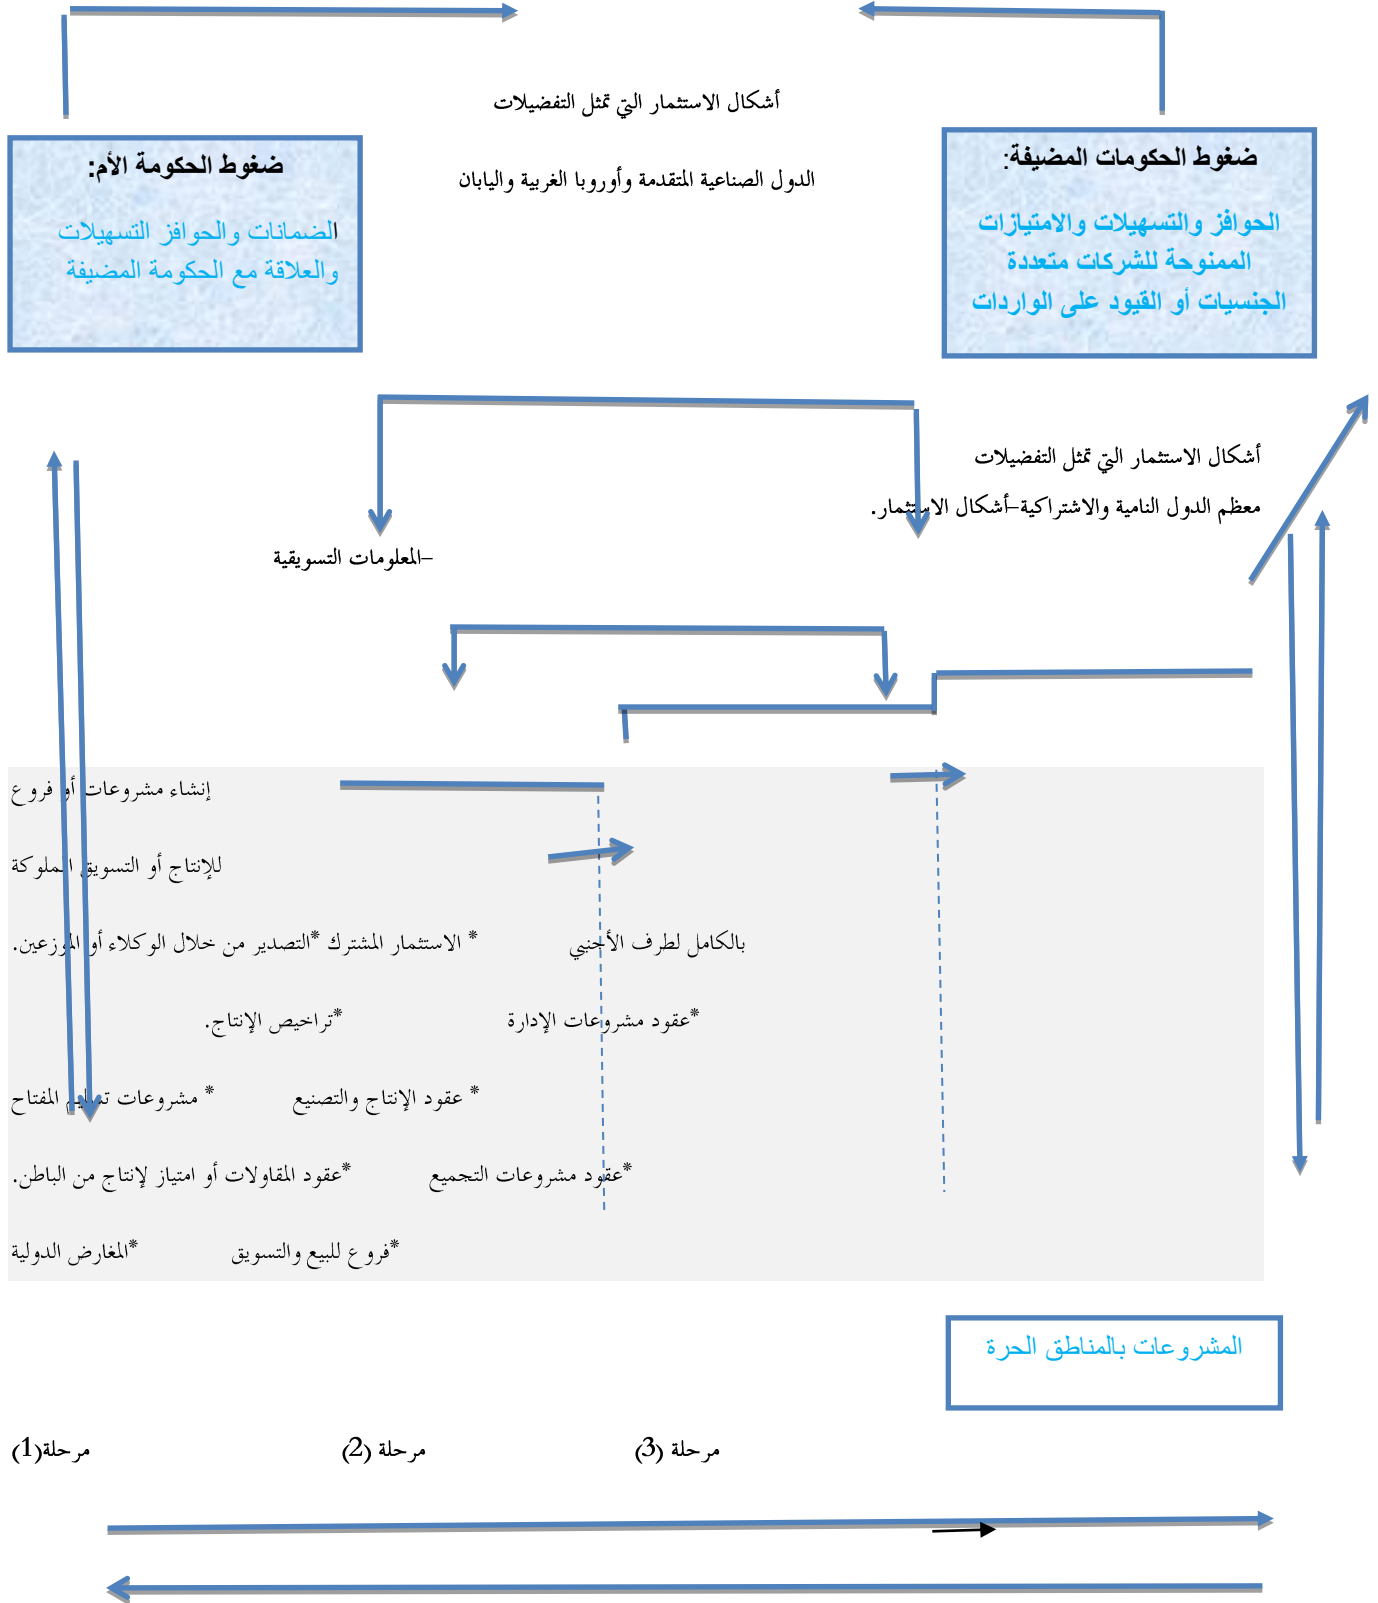 أشكال الاستثمار التي تمثل التفضيلات
الدول الصناعية المتقدمة وأوروبا الغربية واليابان
ضغوط الحكومات المضيفة:
الحوافز والتسهيلات والامتيازات
الممنوحة للشركات متعددة
الجنسيات أو القيود على الواردات
ضغوط الحكومة الأم:
الضمانات والحوافز التسهيلات
والعلاقة مع الحكومة المضيفة
أشكال الاستثمار التي تمثل التفضيلات
معظم الدول النامية والاشتراكية–أشكال الاستثمار.
–المعلومات التسويقية
إنشاء مشروعات أو فروع
للإنتاج أو التسويق المملوكة
بالكامل لطرف الأجنبي * الاستثمار المشترك *التصدير من خلال الوكلاء أو الموزعين.
*عقود مشروعات الإدارة *تراخيص الإنتاج.
* عقود الإنتاج والتصنيع * مشروعات تسليم المفتاح
*عقود مشروعات التجميع *عقود المقاولات أو امتياز لإنتاج من الباطن.
*فروع للبيع والتسويق *المغارض الدولية
المشروعات بالمناطق الحرة
مرحلة (3) مرحلة (2) مرحلة(1)